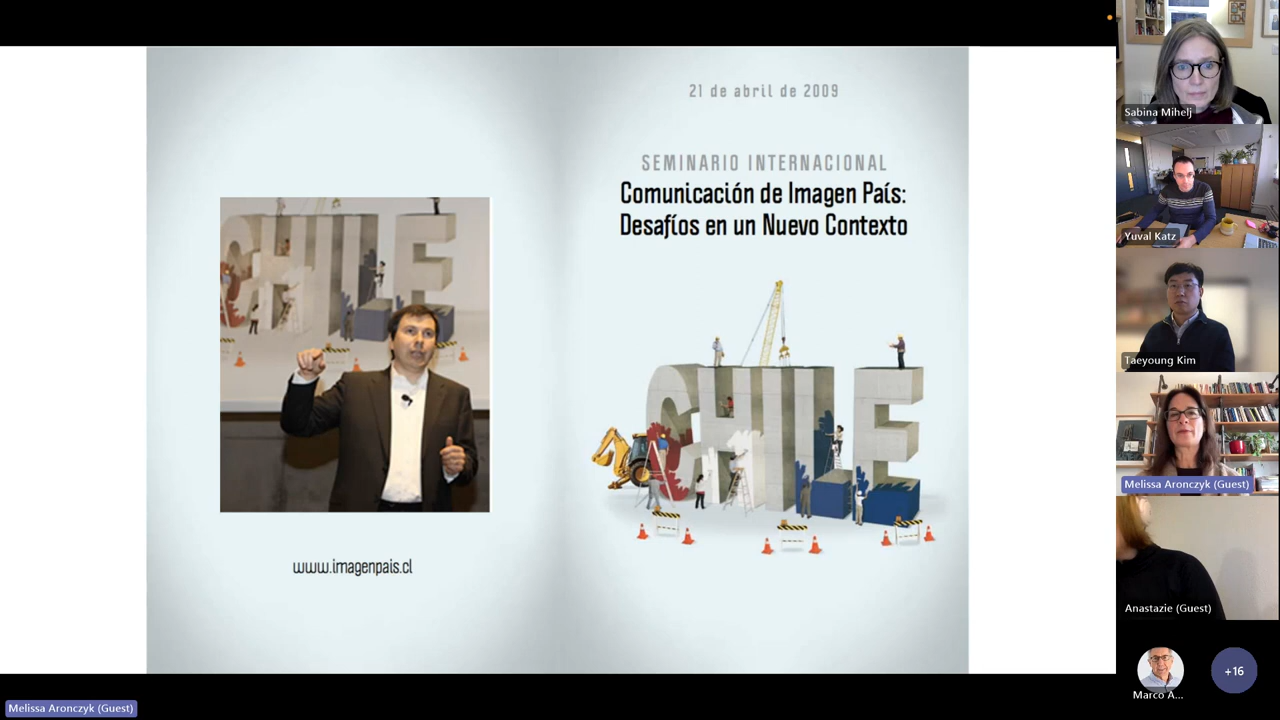 21 de abril de 2009
SEMINARIO INTERNACIONAL
Comunicación de Imagen País:
Desafíos en un Nuevo Contexto
CHILE
CHILE
www.imagenpais.cl
Sabina Mihelj
Yuval Katz
Taeyoung Kim
Melissa Aronczyk (Guest)
Anastazie (Guest)
Marco A...
+16
Melissa Aronczyk (Guest)